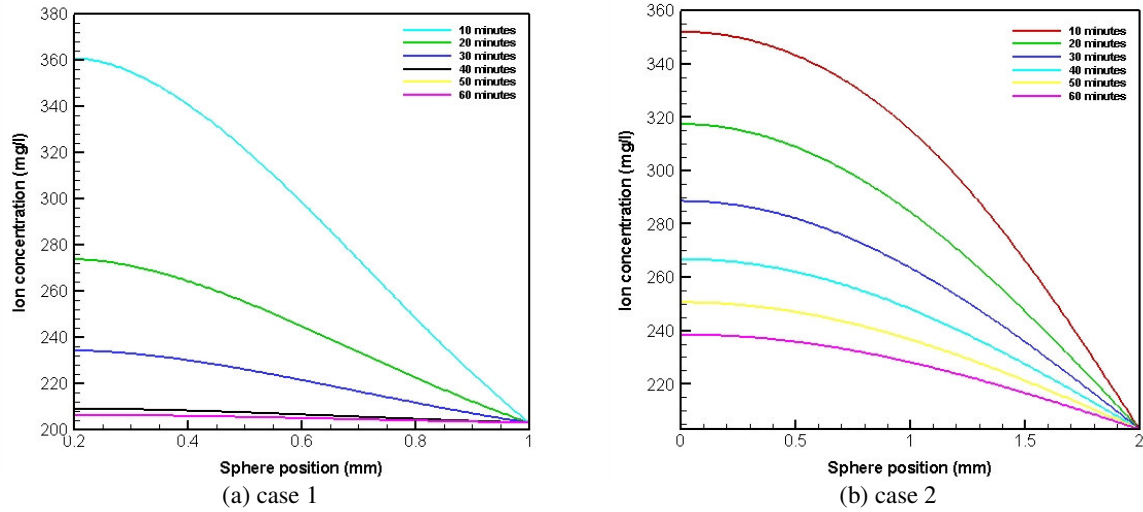 380
360
340
320
300
280
260
240
220
200
Ion concentration (mg/l)
10 minutes
20 minutes
30 minutes
40 minutes
50 minutes
60 minutes
0.2
0.4
0.6
0.8
1
Sphere position (mm)
(a) case 1
360
340
320
300
280
260
240
220
Ion concentration (mg/l)
10 minutes
20 minutes
30 minutes
40 minutes
50 minutes
60 minutes
0
0.5
1
1.5
2
Sphere position (mm)
(b) case 2